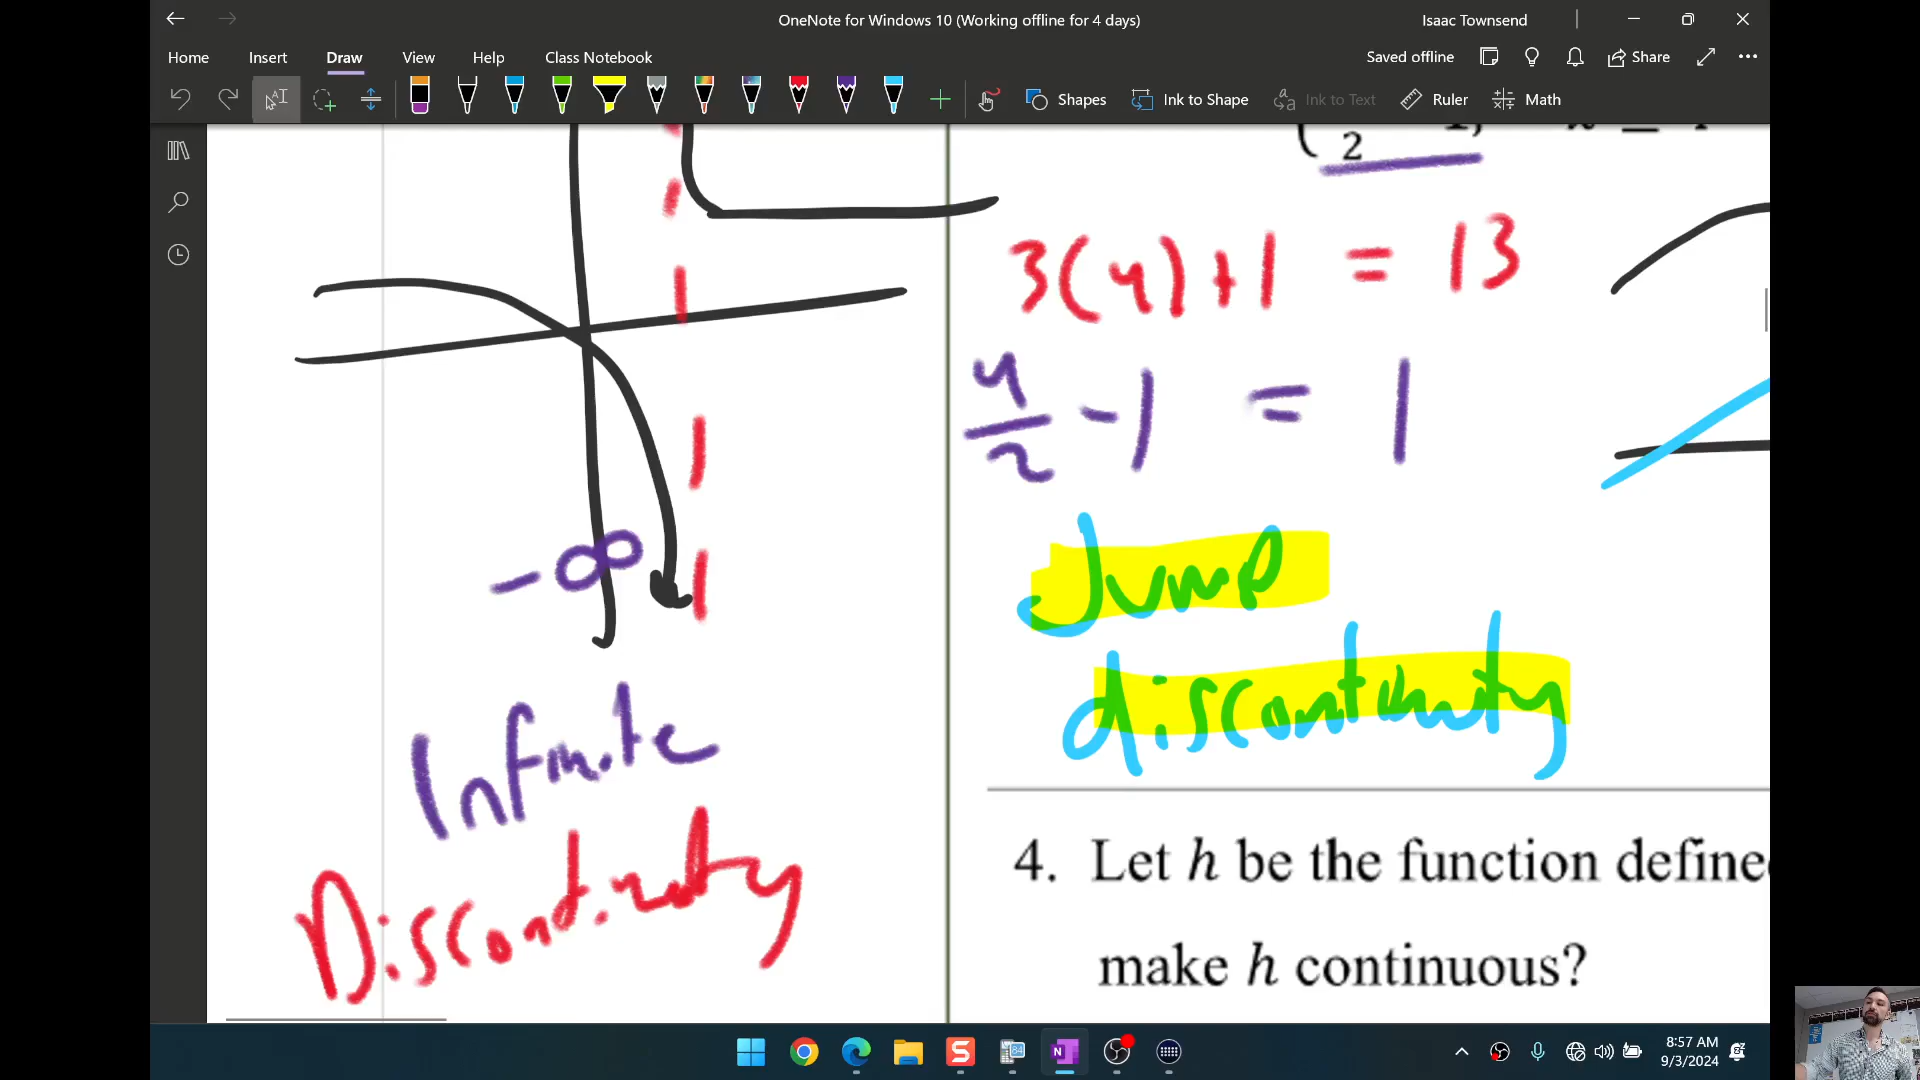 OneNote for Windows 10 (Working offline for 4 days)
Isaac Townsend
Home Insert Draw View Help Class Notebook
Saved offline Share
Shapes Ink to Shape Ink to Text Ruler Math
2
3(4)+1 = 13
4/2 -1 = 1
-∞
Jump
discontinuity
Infinite
Discontinuity
4. Let h be the function define
make h continuous?
8:57 AM
9/3/2024